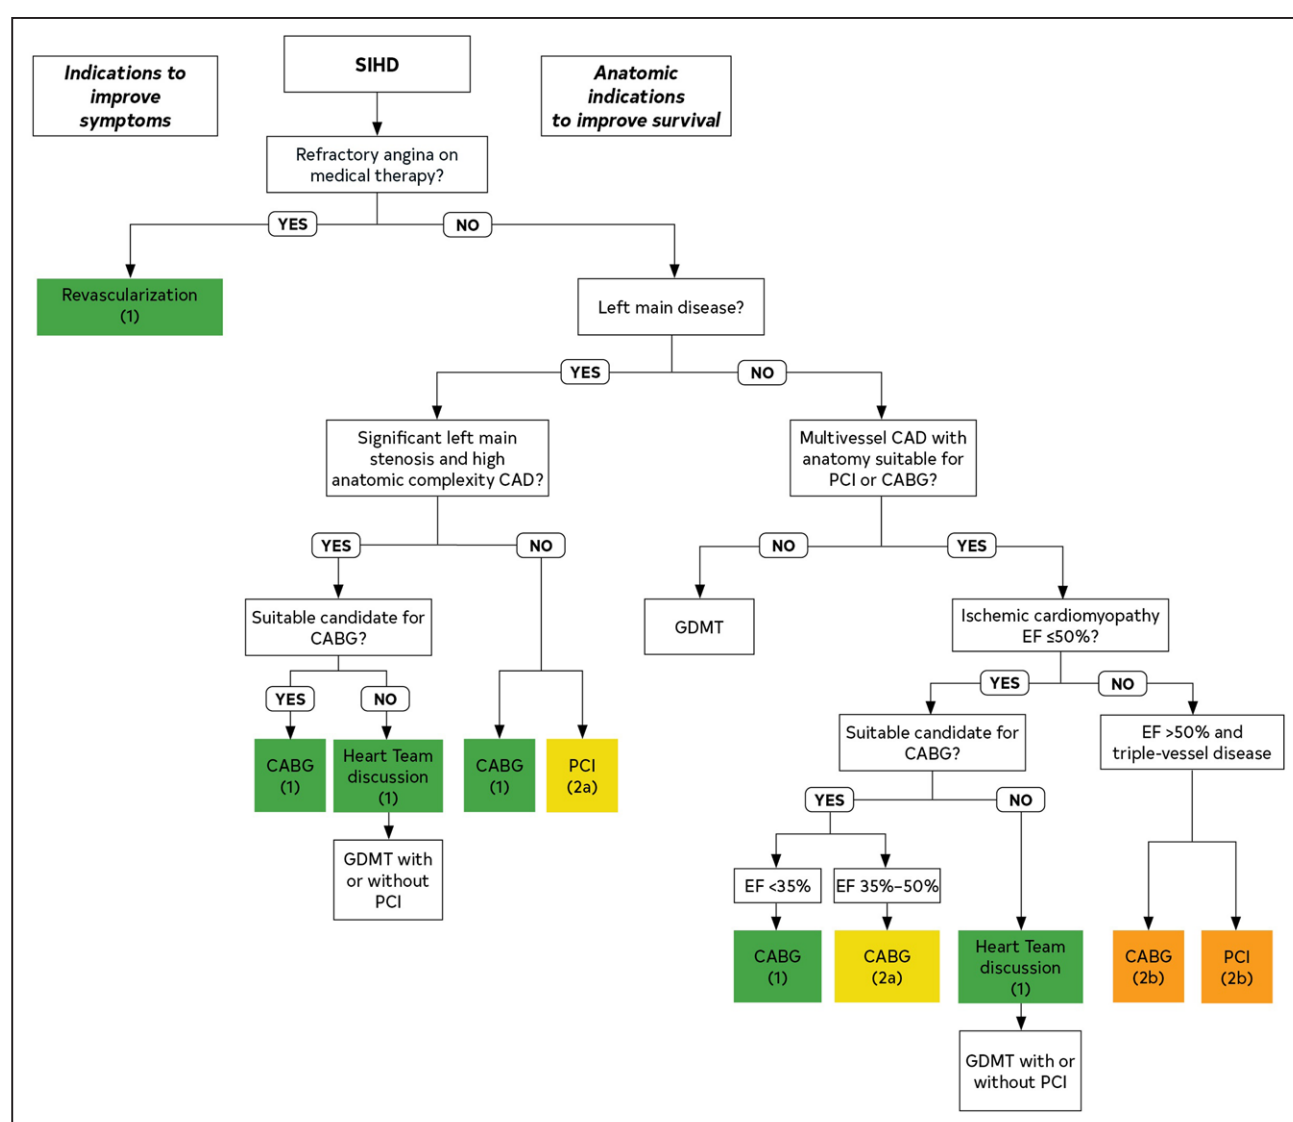 Indications to
improve
symptoms
SIHD
Anatomic
indications
to improve survival
Refractory angina on
medical therapy?
YES
NO
Revascularization
(1)
Left main disease?
YES
NO
Significant left main
stenosis and high
anatomic complexity CAD?
Multivessel CAD with
anatomy suitable for
PCI or CABG?
YES
NO
NO
YES
Suitable candidate for
CABG?
GDMT
Ischemic cardiomyopathy
EF ≤50%?
YES
NO
YES
NO
CABG
(1)
Heart Team
discussion
(1)
CABG
(1)
PCI
(2a)
Suitable candidate for
CABG?
EF >50% and
triple-vessel disease
GDMT with
or without
PCI
YES
NO
EF <35%
EF 35%–50%
CABG
(1)
CABG
(2a)
Heart Team
discussion
(1)
CABG
(2b)
PCI
(2b)
GDMT with or
without PCI